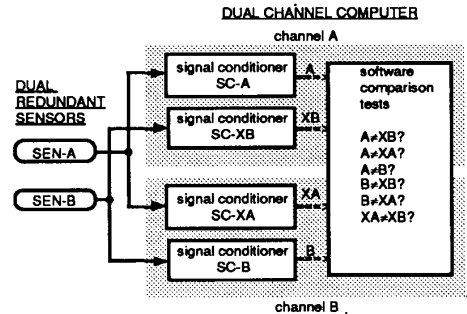 DUAL CHANNEL COMPUTER
channel A
DUAL
REDUNDANT
SENSORS
SEN-A
SEN-B
signal conditioner
SC-A
A
signal conditioner
SC-XB
XB
signal conditioner
SC-XA
XA
signal conditioner
SC-B
B
software
comparison
tests
A≠XB?
A≠XA?
A≠B?
B≠XB?
B≠XA?
XA≠XB?
channel B